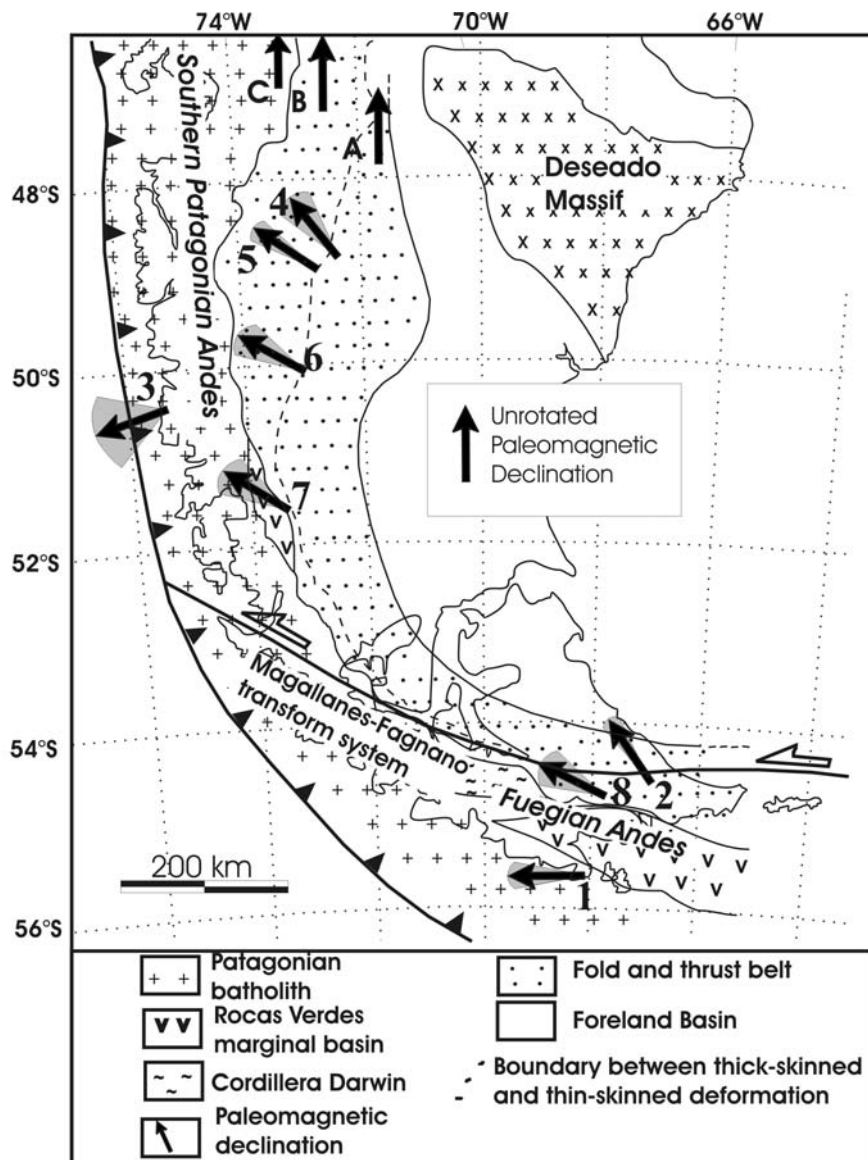 74°W
70°W
66°W
48°S
50°S
52°S
54°S
56°S
C
B
A
Southern Patagonian Andes
Deseado
Massif
4
5
6
3
7
Unrotated
Paleomagnetic
Declination
Magallanes-Fagnano
transform system
Fuegian Andes
8
2
1
200 km
Patagonian
batholith
Rocas Verdes
marginal basin
Cordillera Darwin
Paleomagnetic
declination
Fold and thrust belt
Foreland Basin
Boundary between thick-skinned
and thin-skinned deformation